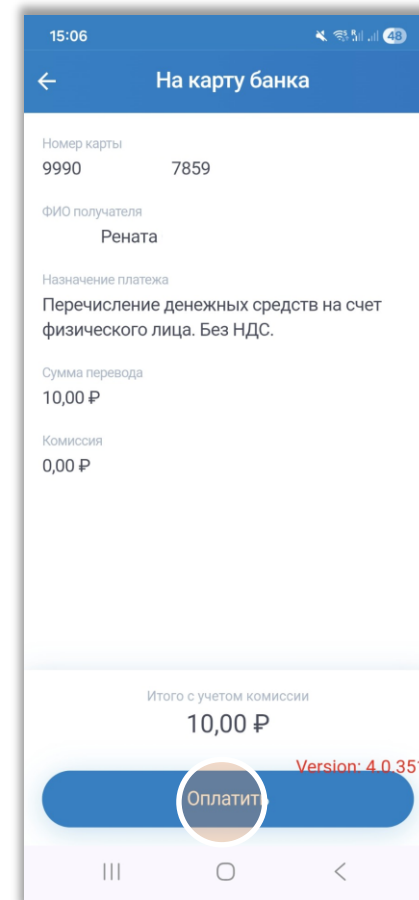 15:06
48
На карту банка
Номер карты
9990 7859
ФИО получателя
Рената
Назначение платежа
Перечисление денежных средств на счет
физического лица. Без НДС.
Сумма перевода
10,00 ₽
Комиссия
0,00 ₽
Итого с учетом комиссии
10,00 ₽
Version: 4.0.351
Оплатить